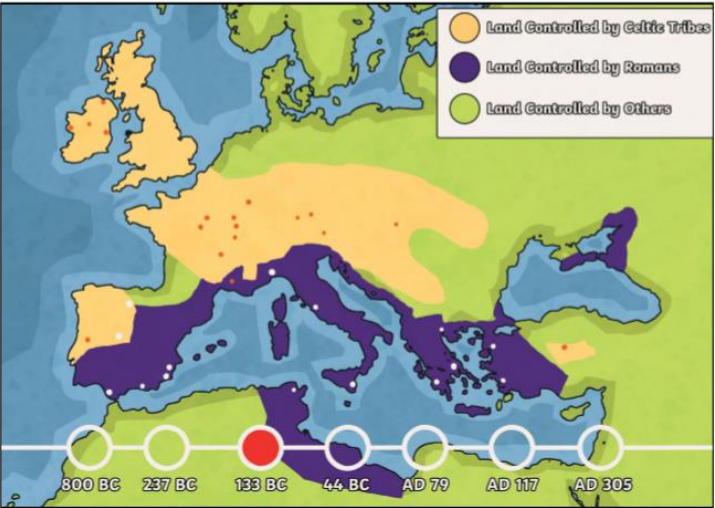 Land Controlled by Celtic Tribes
Land Controlled by Romans
Land Controlled by Others
800 BC 237 BC 133 BC 44 BC AD 79 AD 117 AD 305